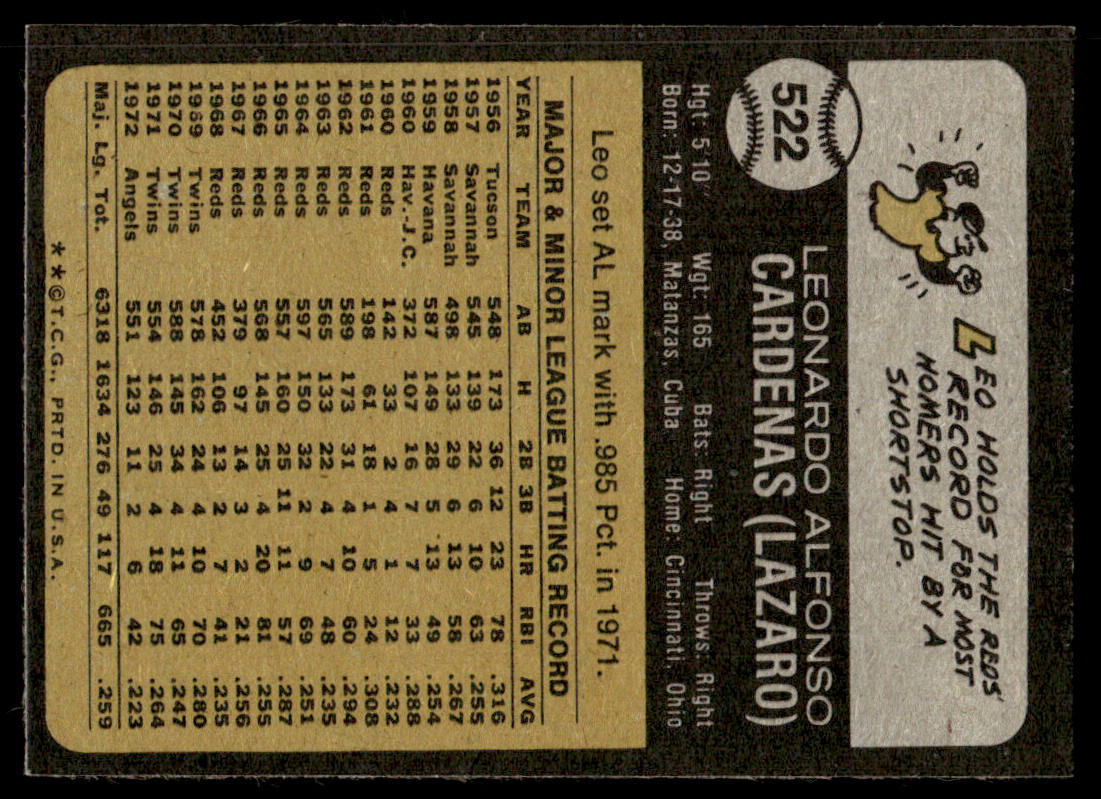 LEO HOLDS THE REDS'
RECORD FOR MOST
HOMERS HIT BY A
SHORTSTOP.
522
LEONARDO ALFONSO
CARDENAS (LAZARO)
Hgt: 5'10" Wgt: 165 Bats: Right Throws: Right
Born: 12-17-38, Matanzas, Cuba Home: Cincinnati, Ohio
Leo set AL mark with .985 Pct. in 1971.
MAJOR & MINOR LEAGUE BATTING RECORD
YEAR TEAM AB H 2B 3B HR RBI AVG
1956 Tucson 548 173 36 12 23 78 .316
1957 Savannah 545 139 22 6 10 63 .255
1958 Savannah 498 133 29 6 13 58 .267
1959 Havana 587 149 28 5 13 49 .254
1960 Hav.-J.C. 372 107 16 7 7 33 .288
1960 Reds 142 33 2 4 1 12 .232
1961 Reds 198 61 18 1 5 24 .308
1962 Reds 589 173 31 4 10 60 .294
1963 Reds 565 133 22 4 7 48 .235
1964 Reds 597 150 32 2 9 69 .251
1965 Reds 557 160 25 11 11 57 .287
1966 Reds 568 145 25 4 20 81 .255
1967 Reds 379 97 14 3 2 21 .256
1968 Reds 452 106 13 2 7 41 .235
1969 Twins 578 162 24 4 10 70 .280
1970 Twins 588 145 34 4 11 65 .247
1971 Twins 554 146 25 4 18 75 .264
1972 Angels 551 123 11 2 6 42 .223
Maj. Lg. Tot. 6318 1634 276 49 117 665 .259
**©T.C.G., PRTD. IN U.S.A.